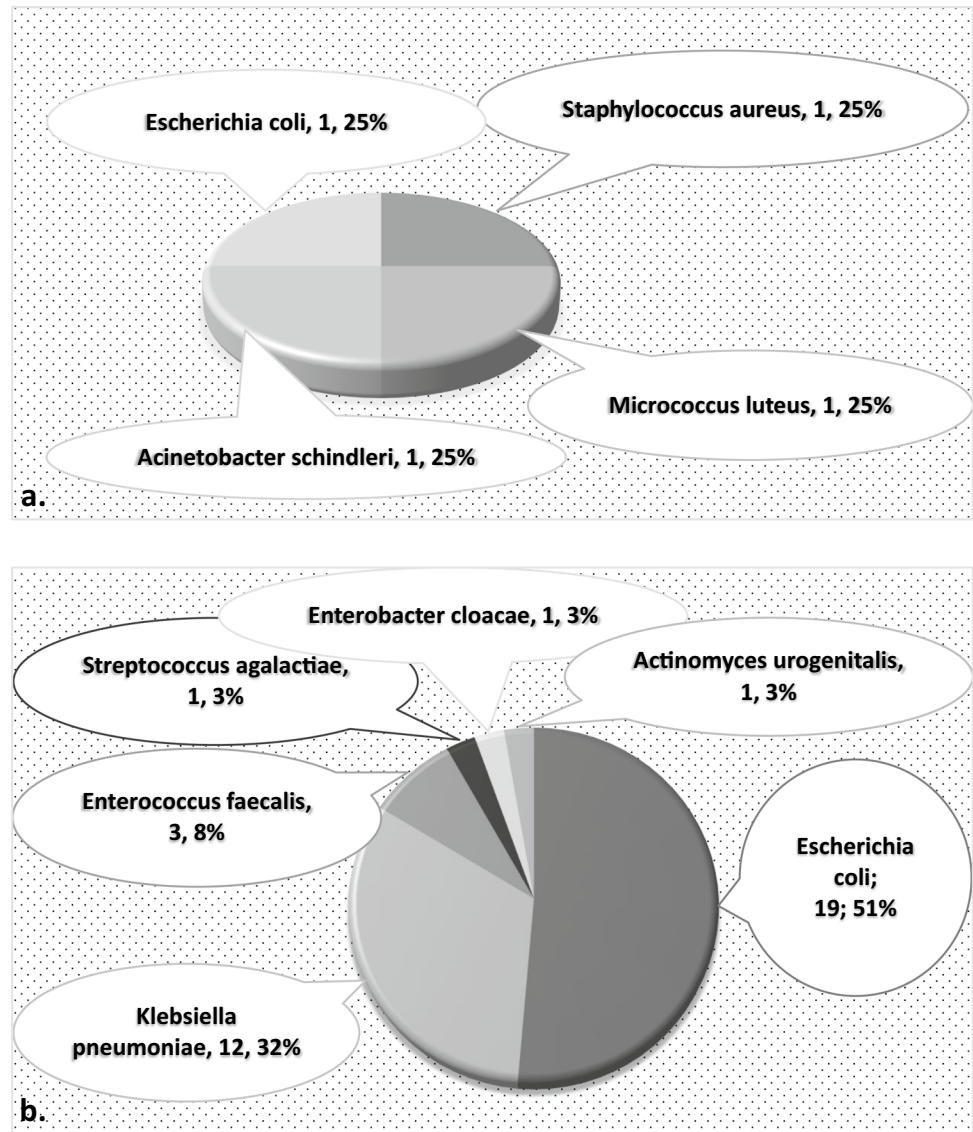 Escherichia coli, 1, 25%
Staphylococcus aureus, 1, 25%
Micrococcus luteus, 1, 25%
Acinetobacter schindleri, 1, 25%
a.
Enterobacter cloacae, 1, 3%
Streptococcus agalactiae,
1, 3%
Actinomyces urogenitalis,
1, 3%
Enterococcus faecalis,
3, 8%
Escherichia
coli;
19; 51%
Klebsiella
pneumoniae, 12, 32%
b.